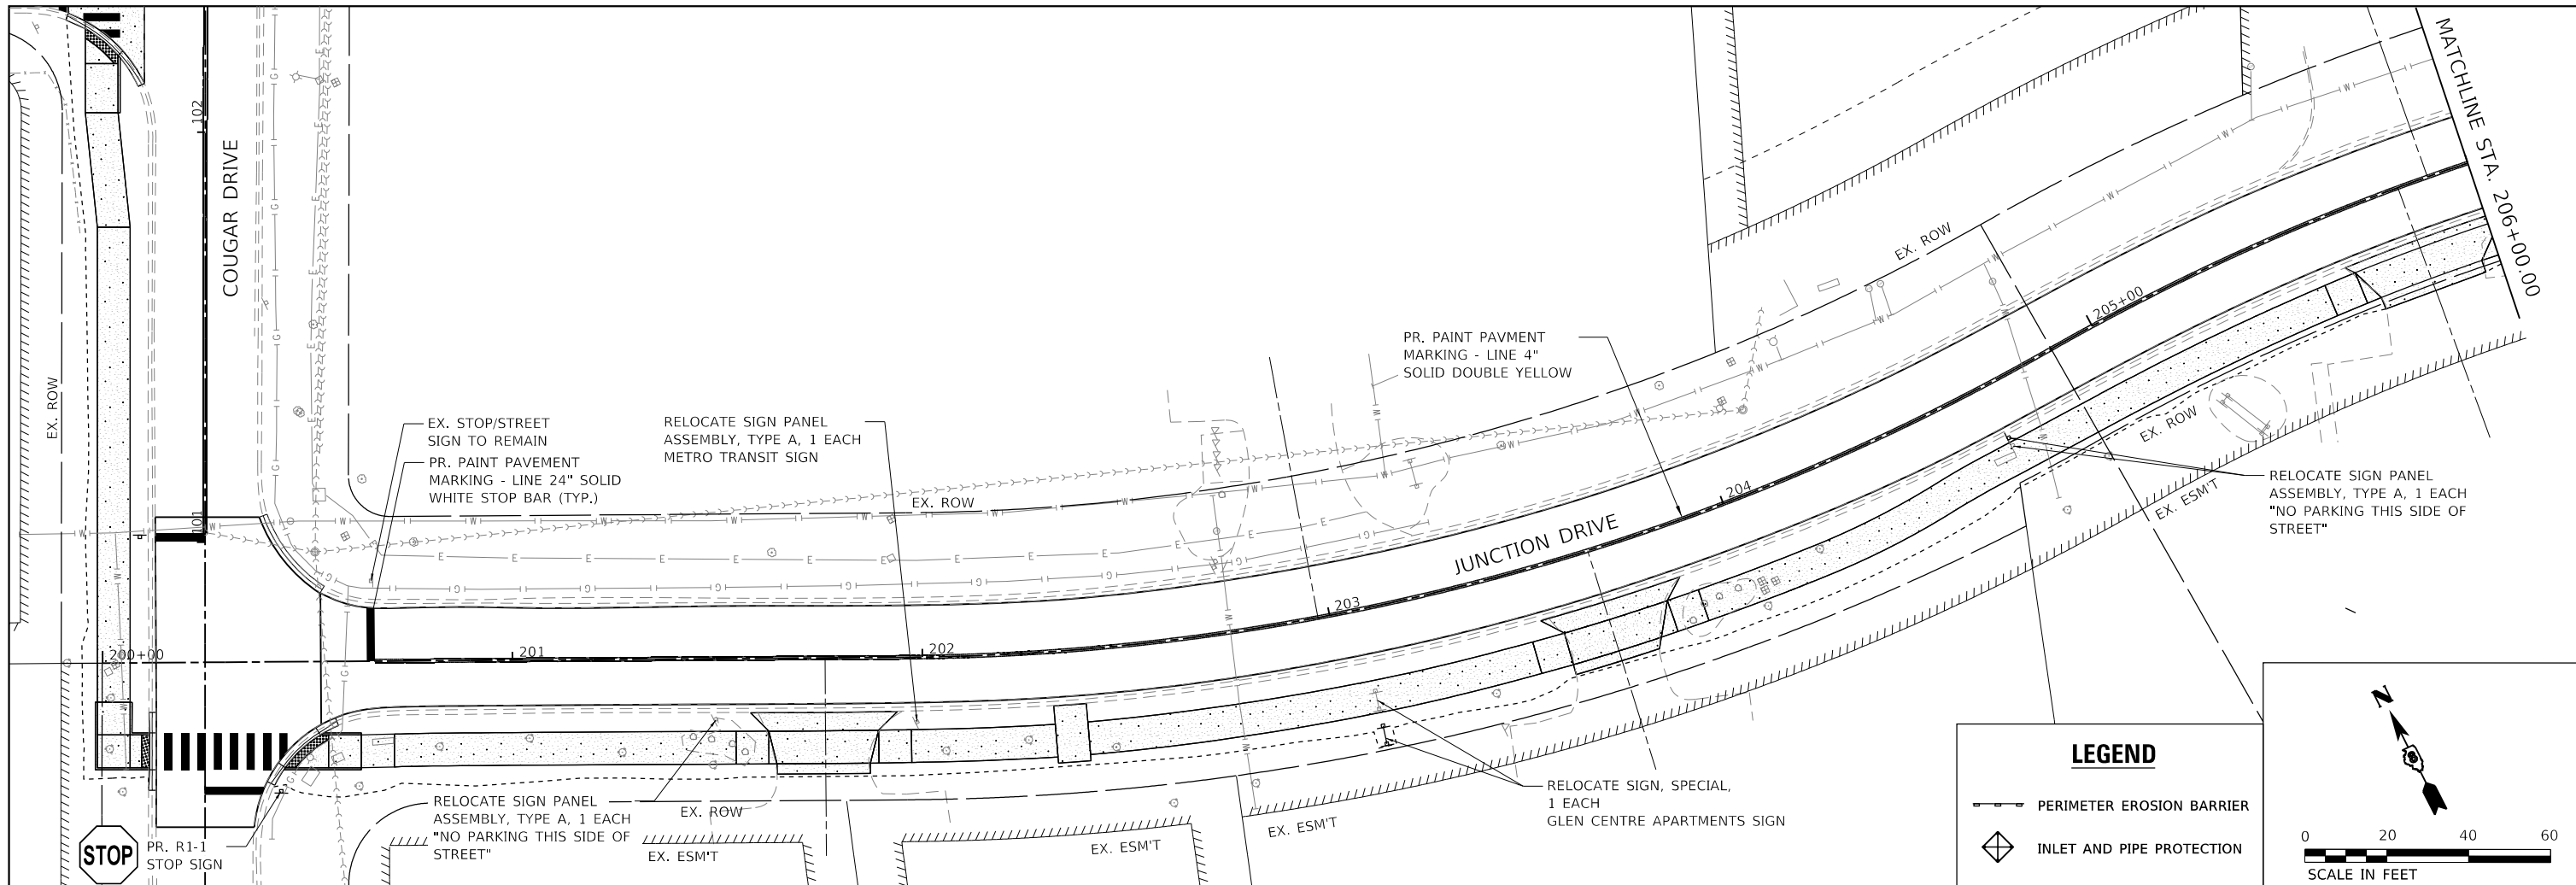 102
COUGAR DRIVE
EX. ROW
101
EX. STOP/STREET
SIGN TO REMAIN
PR. PAINT PAVEMENT
MARKING - LINE 24" SOLID
WHITE STOP BAR (TYP.)
RELOCATE SIGN PANEL
ASSEMBLY, TYPE A, 1 EACH
METRO TRANSIT SIGN
EX. ROW
PR. PAINT PAVMENT
MARKING - LINE 4"
SOLID DOUBLE YELLOW
EX. ROW
MATCHLINE STA. 206+00.00
200+00
201
202
203
204
205+00
JUNCTION DRIVE
EX. ROW
EX. ESM'T
RELOCATE SIGN PANEL
ASSEMBLY, TYPE A, 1 EACH
"NO PARKING THIS SIDE OF
STREET"
STOP
PR. R1-1
STOP SIGN
RELOCATE SIGN PANEL
ASSEMBLY, TYPE A, 1 EACH
"NO PARKING THIS SIDE OF
STREET"
EX. ROW
EX. ESM'T
EX. ESM'T
EX. ESM'T
RELOCATE SIGN, SPECIAL,
1 EACH
GLEN CENTRE APARTMENTS SIGN
LEGEND
PERIMETER EROSION BARRIER
INLET AND PIPE PROTECTION
N
0 20 40 60
SCALE IN FEET